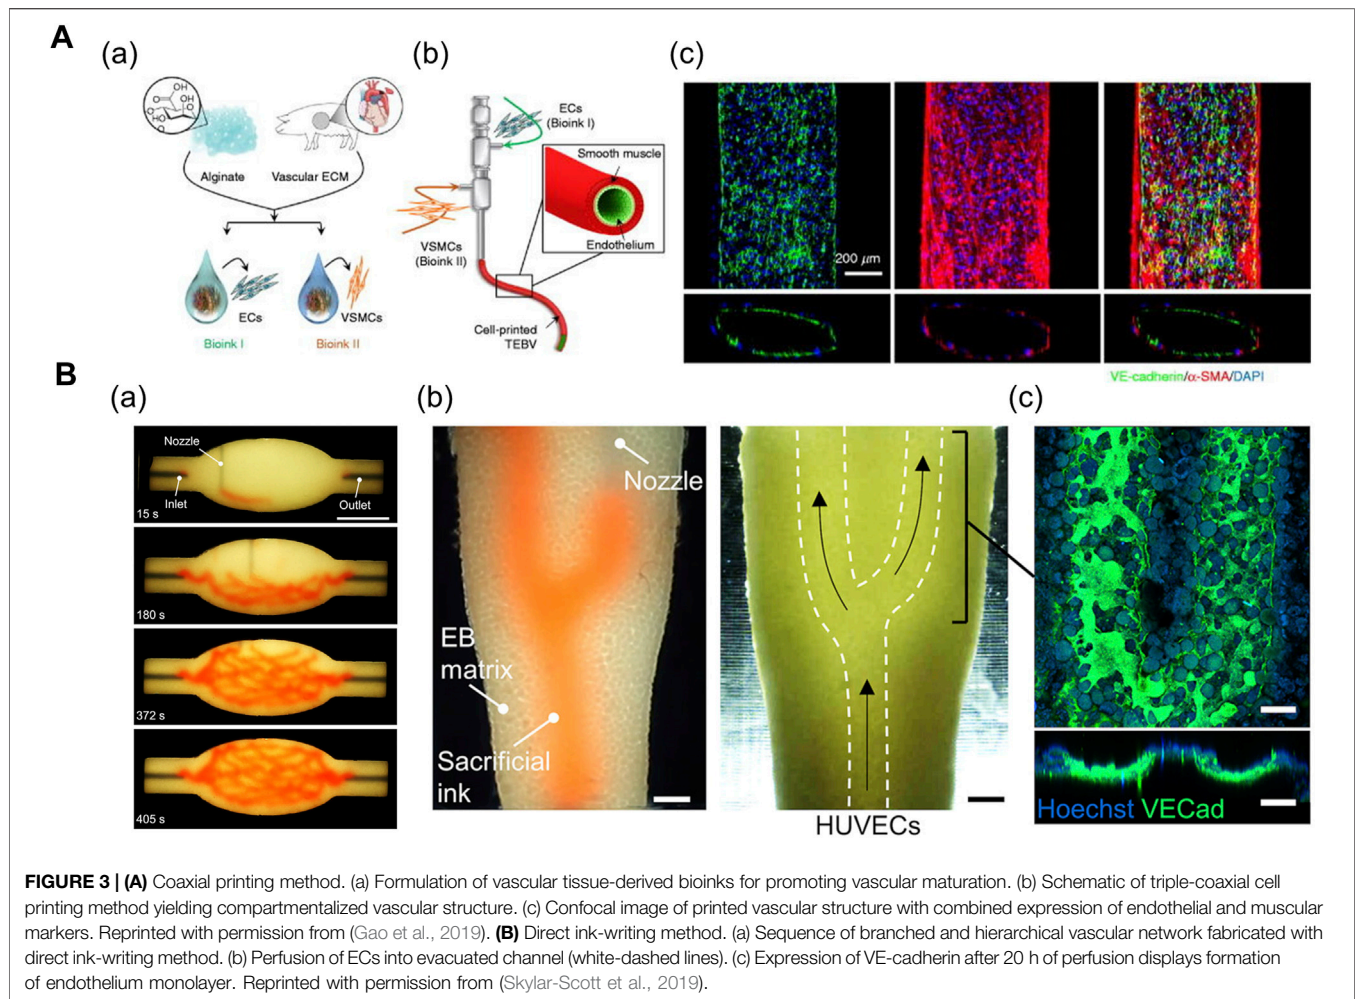 A
(a)
(b)
(c)
OH
OH
HO
Alginate
Vascular ECM
ECs
Bioink I
VSMCs
Bioink II
ECs
(Bioink I)
Smooth muscle
Endothelium
VSMCs
(Bioink II)
Cell-printed
TEBV
200 μm
VE-cadherin/α-SMA/DAPI
B
(a)
(b)
(c)
Nozzle
Inlet
Outlet
15 s
180 s
372 s
405 s
Nozzle
EB
matrix
Sacrificial
ink
HUVECs
Hoechst VECad
FIGURE 3 | (A) Coaxial printing method. (a) Formulation of vascular tissue-derived bioinks for promoting vascular maturation. (b) Schematic of triple-coaxial cell
printing method yielding compartmentalized vascular structure. (c) Confocal image of printed vascular structure with combined expression of endothelial and muscular
markers. Reprinted with permission from (Gao et al., 2019). (B) Direct ink-writing method. (a) Sequence of branched and hierarchical vascular network fabricated with
direct ink-writing method. (b) Perfusion of ECs into evacuated channel (white-dashed lines). (c) Expression of VE-cadherin after 20 h of perfusion displays formation
of endothelium monolayer. Reprinted with permission from (Skylar-Scott et al., 2019).